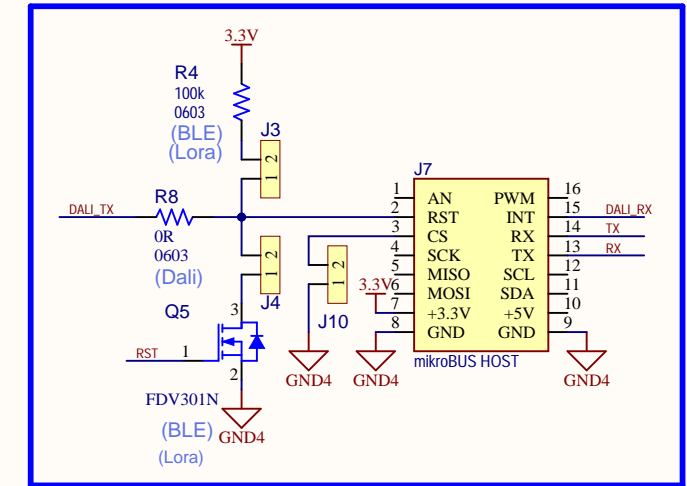 3.3V
R4
100k
0603
(BLE)
(Lora)
J3
1 2
DALI_TX
R8
0R
0603
(Dali)
J4
1 2
Q5
3
RST
1
2
FDV301N
(BLE)
(Lora)
GND4
J10
1 2
3.3V
GND4
GND4
J7
1 AN PWM 16
2 RST INT 15 DALI_RX
3 CS RX 14 TX
4 SCK TX 13 RX
5 MISO SCL 12
6 MOSI SDA 11
7 +3.3V +5V 10
8 GND GND 9
mikroBUS HOST
GND4